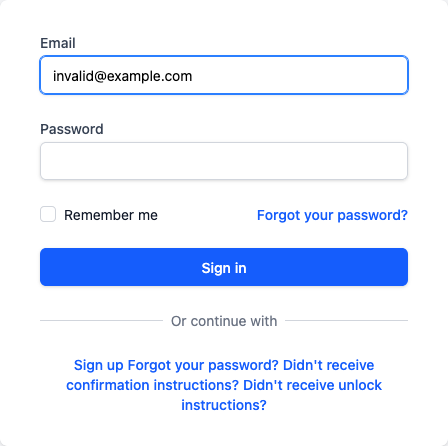 Email
invalid@example.com
Password
Remember me
Forgot your password?
Sign in
Or continue with
Sign up Forgot your password? Didn't receive
confirmation instructions? Didn't receive unlock
instructions?